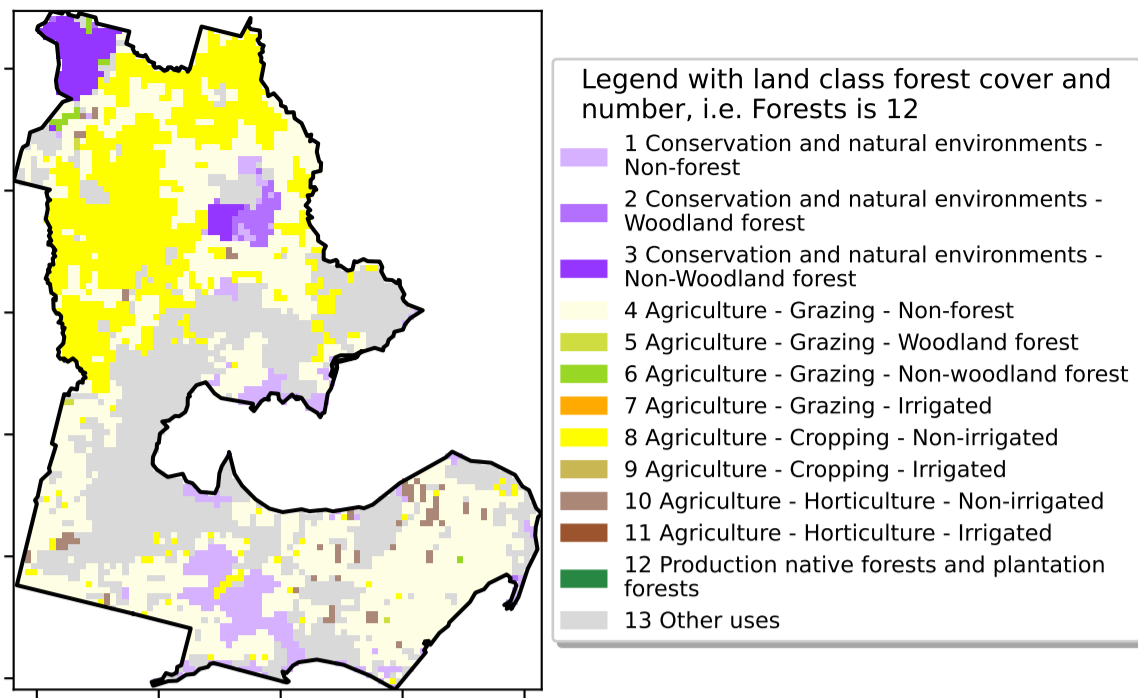 Legend with land class forest cover and
number, i.e. Forests is 12
1 Conservation and natural environments -
Non-forest
2 Conservation and natural environments -
Woodland forest
3 Conservation and natural environments -
Non-Woodland forest
4 Agriculture - Grazing - Non-forest
5 Agriculture - Grazing - Woodland forest
6 Agriculture - Grazing - Non-woodland forest
7 Agriculture - Grazing - Irrigated
8 Agriculture - Cropping - Non-irrigated
9 Agriculture - Cropping - Irrigated
10 Agriculture - Horticulture - Non-irrigated
11 Agriculture - Horticulture - Irrigated
12 Production native forests and plantation
forests
13 Other uses